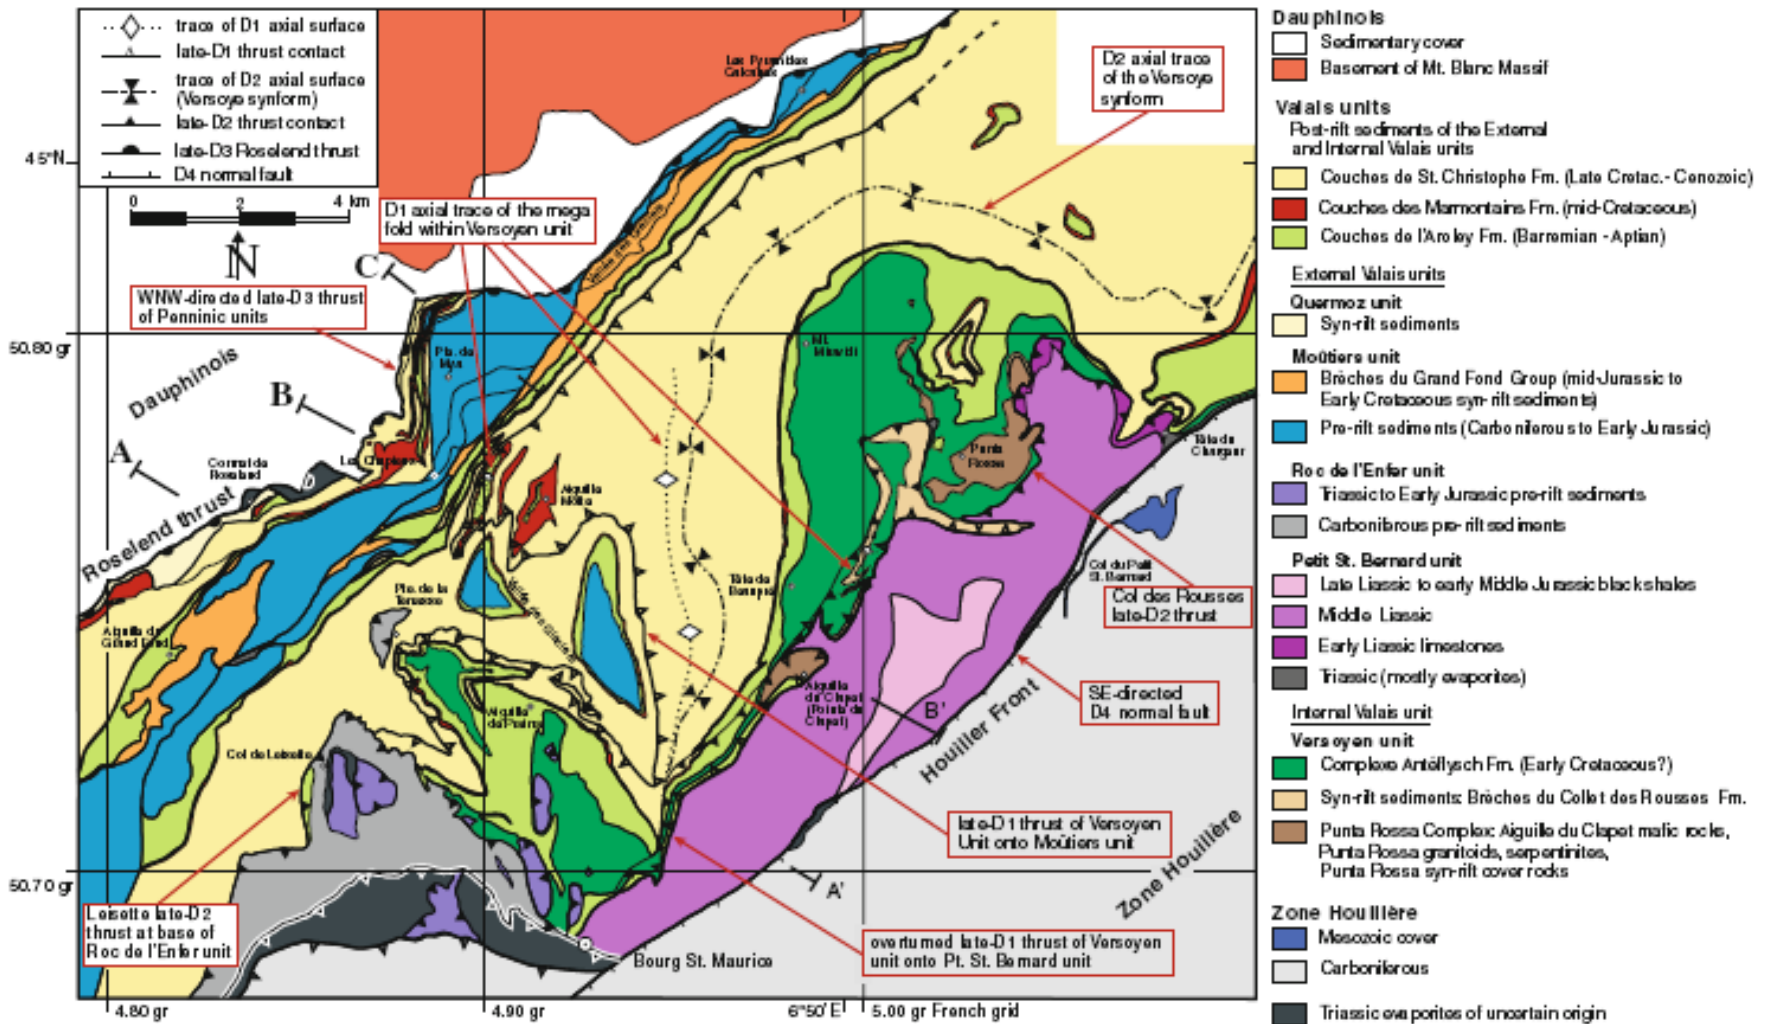 trace of D1 axial surface
late-D1 thrust contact
trace of D2 axial surface
(Versoye synform)
late-D2 thrust contact
late-D3 Roselend thrust
D4 normal fault
0 2 4 km
N
45°N
50.80 gr
50.70 gr
4.80 gr
4.90 gr
6°50' E
5.00 gr French grid
D1 axial trace of the mega
fold within Versoyen unit
D2 axial trace
of the Versoye
synform
WNW-directed late-D3 thrust
of Penninic units
Leisette late-D2
thrust at base of
Roc de l'Enfer unit
Col des Rousses
late-D2 thrust
SE-directed
D4 normal fault
late-D1 thrust of Versoyen
Unit onto Moûtiers unit
overturned late-D1 thrust of Versoyen
unit onto Pt. St. Bernard unit
C
B
A
B'
A'
Dauphinois
Roselend thrust
Houiller Front
Zone Houillère
Bourg St. Maurice
Las Pyramides
Calcaires
Cormet de
Roselend
Aiguille
Motte
Pte. de la
Terrasse
Col de Leisette
Punta
Rossa
Col du Petit
St. Bernard
Aiguille
du Clapet
(Pointe du
Clapet)
Dauphinois
Sedimentary cover
Basement of Mt. Blanc Massif
Valais units
Post-rift sediments of the External
and Internal Valais units
Couches de St. Christophe Fm. (Late Cretac.- Cenozoic)
Couches des Marmontains Fm. (mid-Cretaceous)
Couches de l'Aroley Fm. (Barremian - Aptian)
External Valais units
Quermoz unit
Syn-rift sediments
Moûtiers unit
Brèches du Grand Fond Group (mid-Jurassic to
Early Cretaceous syn-rift sediments)
Pre-rift sediments (Carboniferous to Early Jurassic)
Roc de l'Enfer unit
Triassic to Early Jurassic pre-rift sediments
Carboniferous pre-rift sediments
Petit St. Bernard unit
Late Liassic to early Middle Jurassic black shales
Middle Liassic
Early Liassic limestones
Triassic (mostly evaporites)
Internal Valais unit
Versoyen unit
Complexe Antéflysch Fm. (Early Cretaceous?)
Syn-rift sediments: Brèches du Collet des Rousses Fm.
Punta Rossa Complex: Aiguille du Clapet mafic rocks,
Punta Rossa granitoids, serpentinites,
Punta Rossa syn-rift cover rocks
Zone Houillère
Mesozoic cover
Carboniferous
Triassic evaporites of uncertain origin